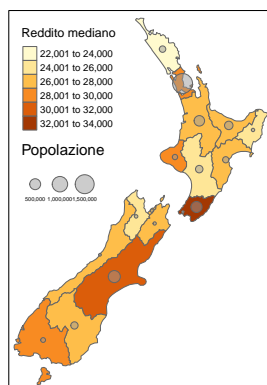 Reddito mediano
22,001 to 24,000
24,001 to 26,000
26,001 to 28,000
28,001 to 30,000
30,001 to 32,000
32,001 to 34,000
Popolazione
500,000 1,000,000 1,500,000